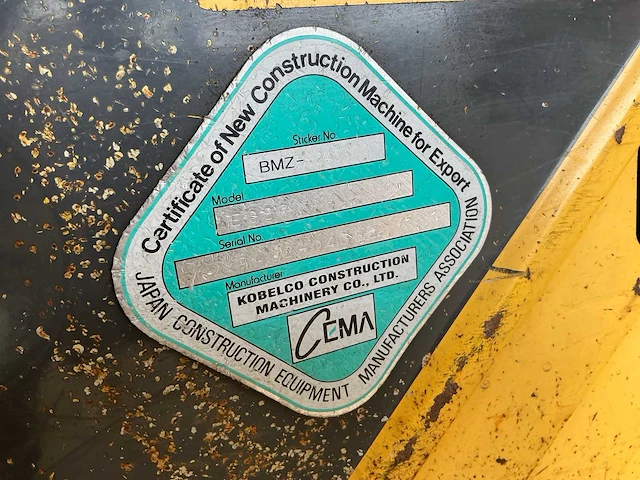 Certificate of New Construction Machine for Export
Sticker No.
BMZ-
Model
Serial No.
Manufacturer
KOBELCO CONSTRUCTION
MACHINERY CO., LTD.
CEMA
JAPAN CONSTRUCTION EQUIPMENT MANUFACTURERS ASSOCIATION